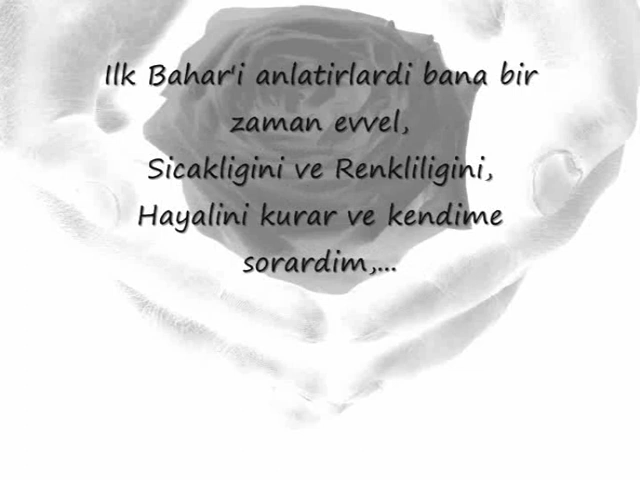 Ilk Bahar'i anlatirlardi bana bir
zaman evvel,
Sicakligini ve Renkliligini,
Hayalini kurar ve kendime
sorardim,...